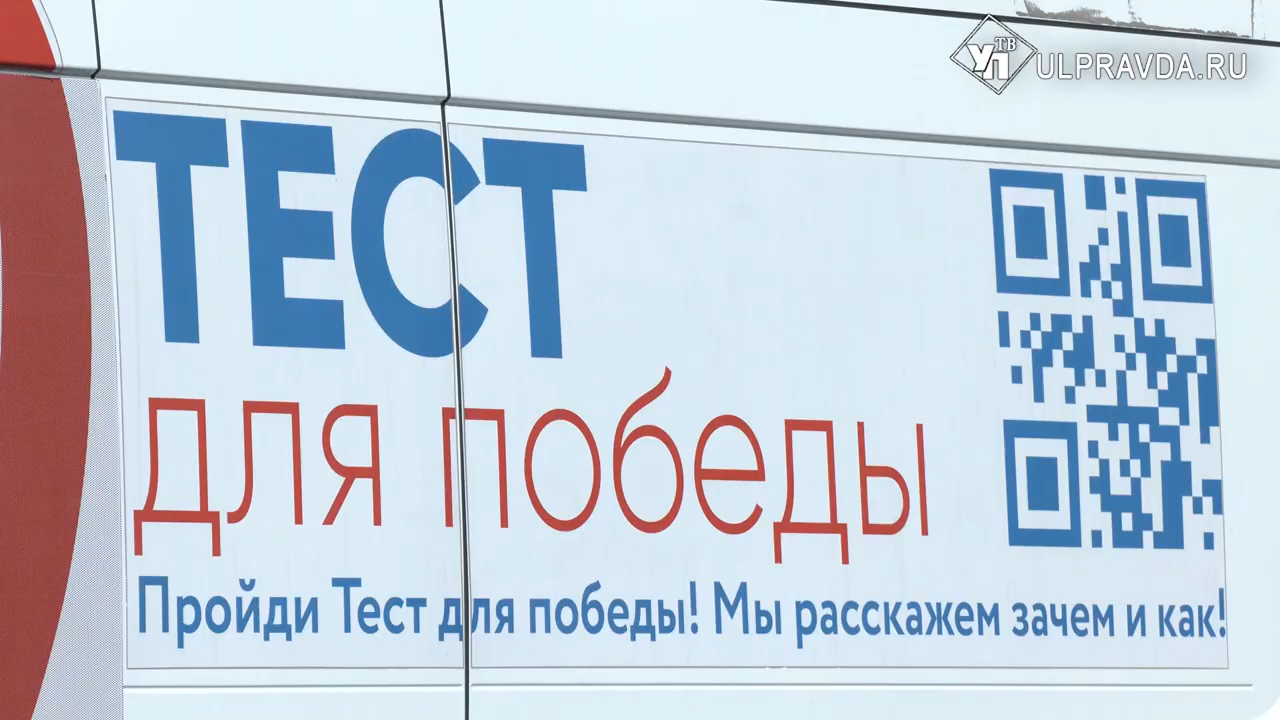 УП ТВ ULPRAVDA.RU
ТЕСТ
для победы
Пройди Тест для победы! Мы расскажем зачем и как!